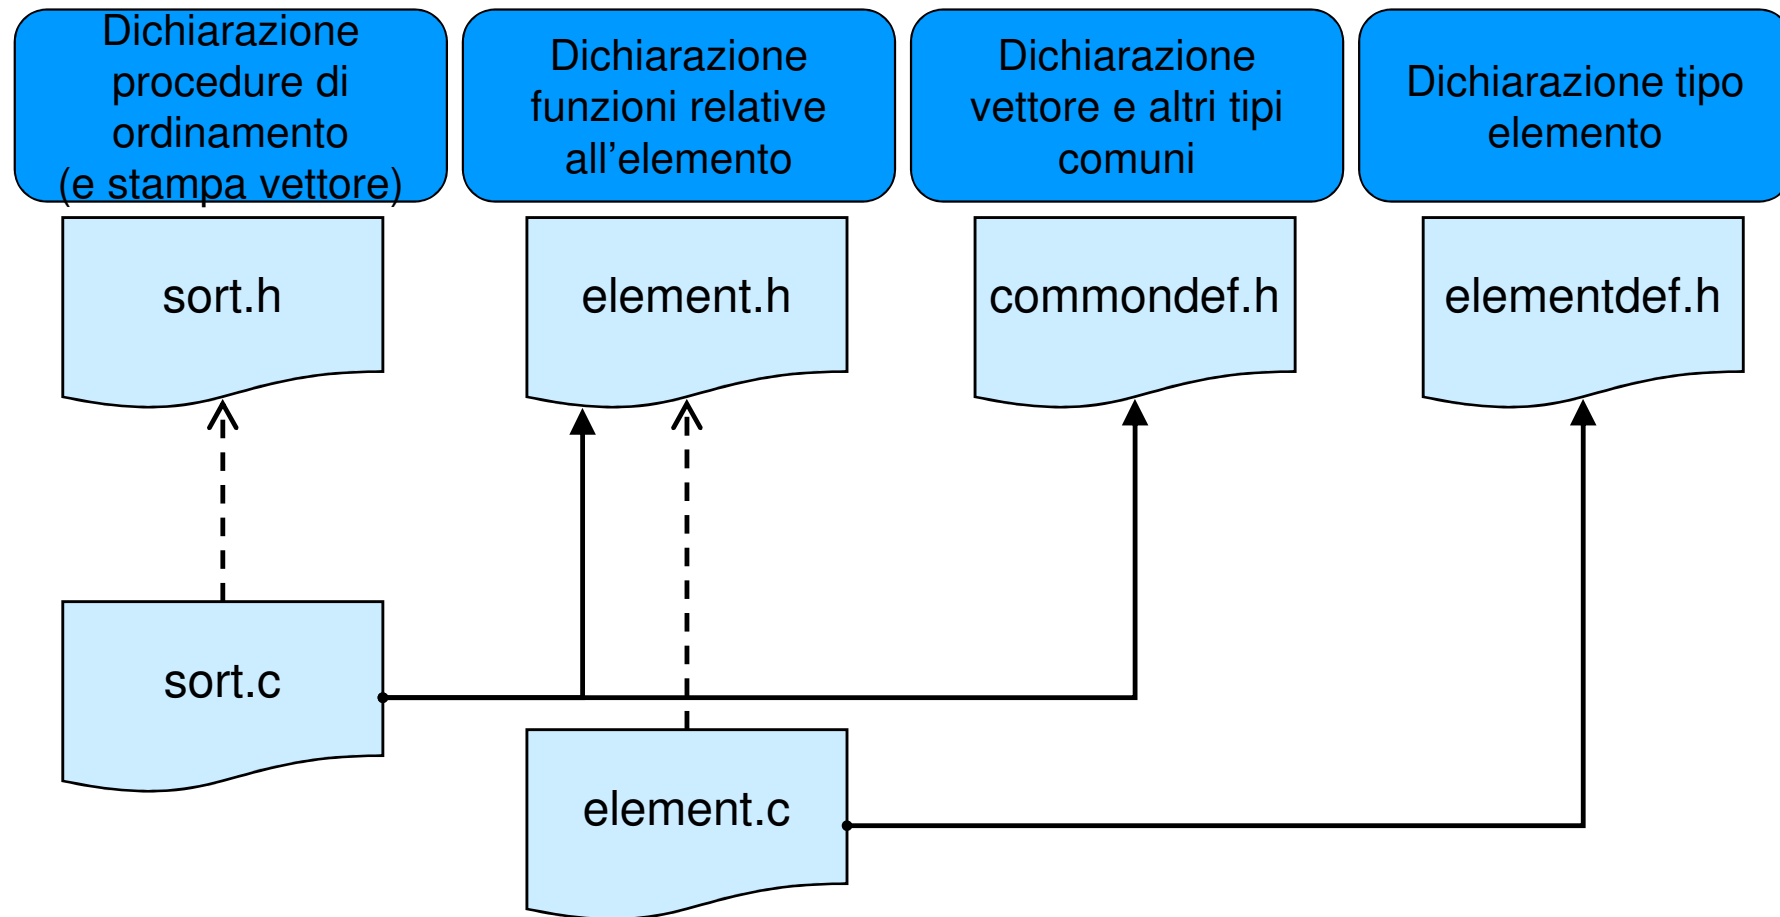 Dichiarazione
procedure di
ordinamento
(e stampa vettore)
Dichiarazione
funzioni relative
all'elemento
Dichiarazione
vettore e altri tipi
comuni
Dichiarazione tipo
elemento
sort.h
element.h
commondef.h
elementdef.h
sort.c
element.c